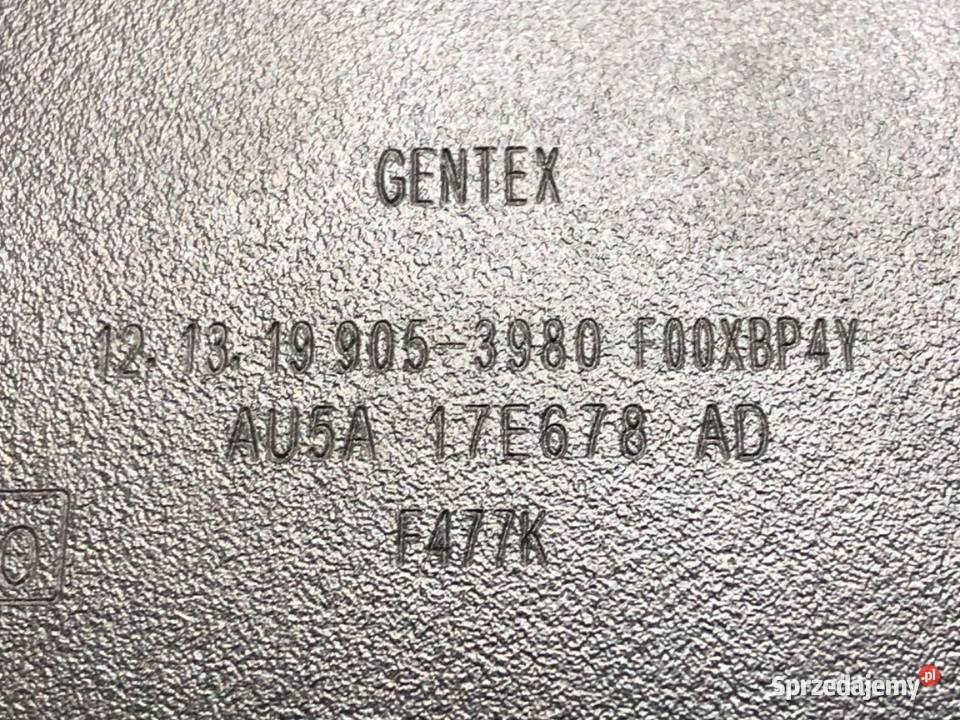 GENTEX
12.13.19 905-3980 F00XBP4Y
AU5A 17E678 AD
F477K
Sprzedajemy.pl